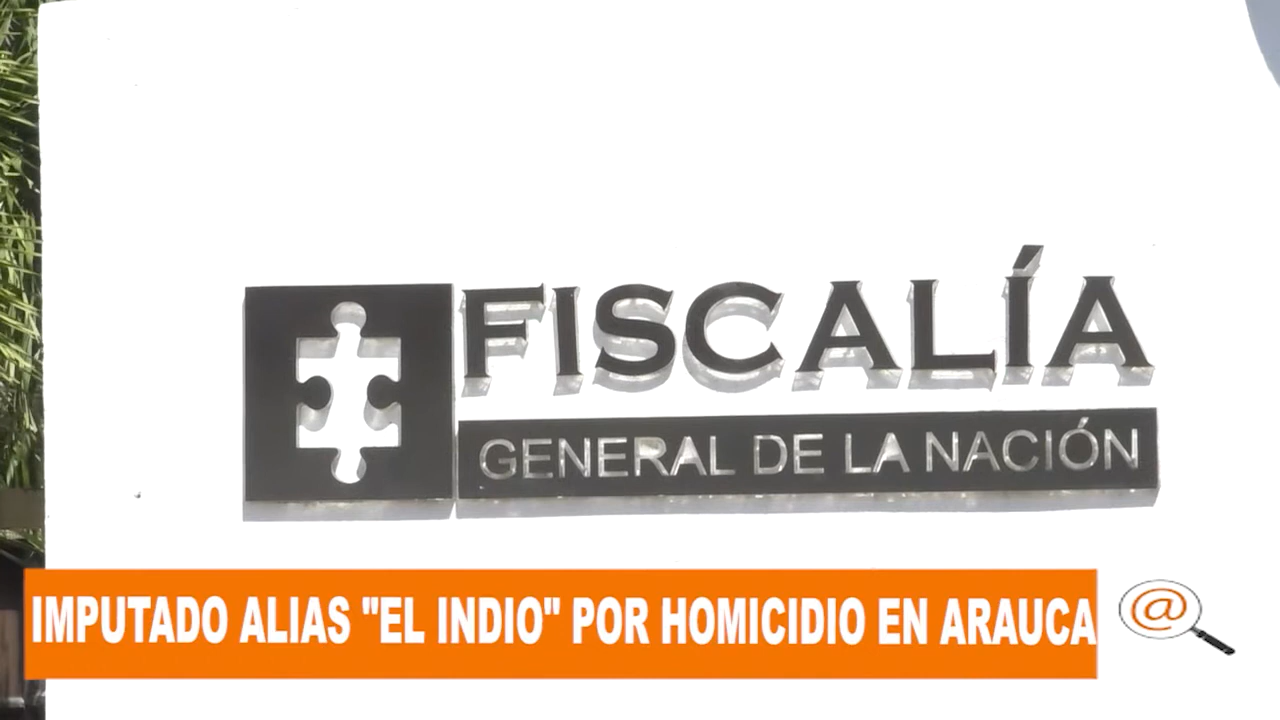 FISCALÍA
GENERAL DE LA NACIÓN
IMPUTADO ALIAS "EL INDIO" POR HOMICIDIO EN ARAUCA
@